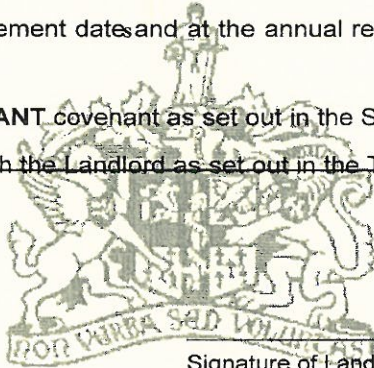 ement dates and at the annual re
ANT covenant as set out in the S
h the Landlord as set out in the T
NON VERBA SED VOLUNTAS
Signature of Land